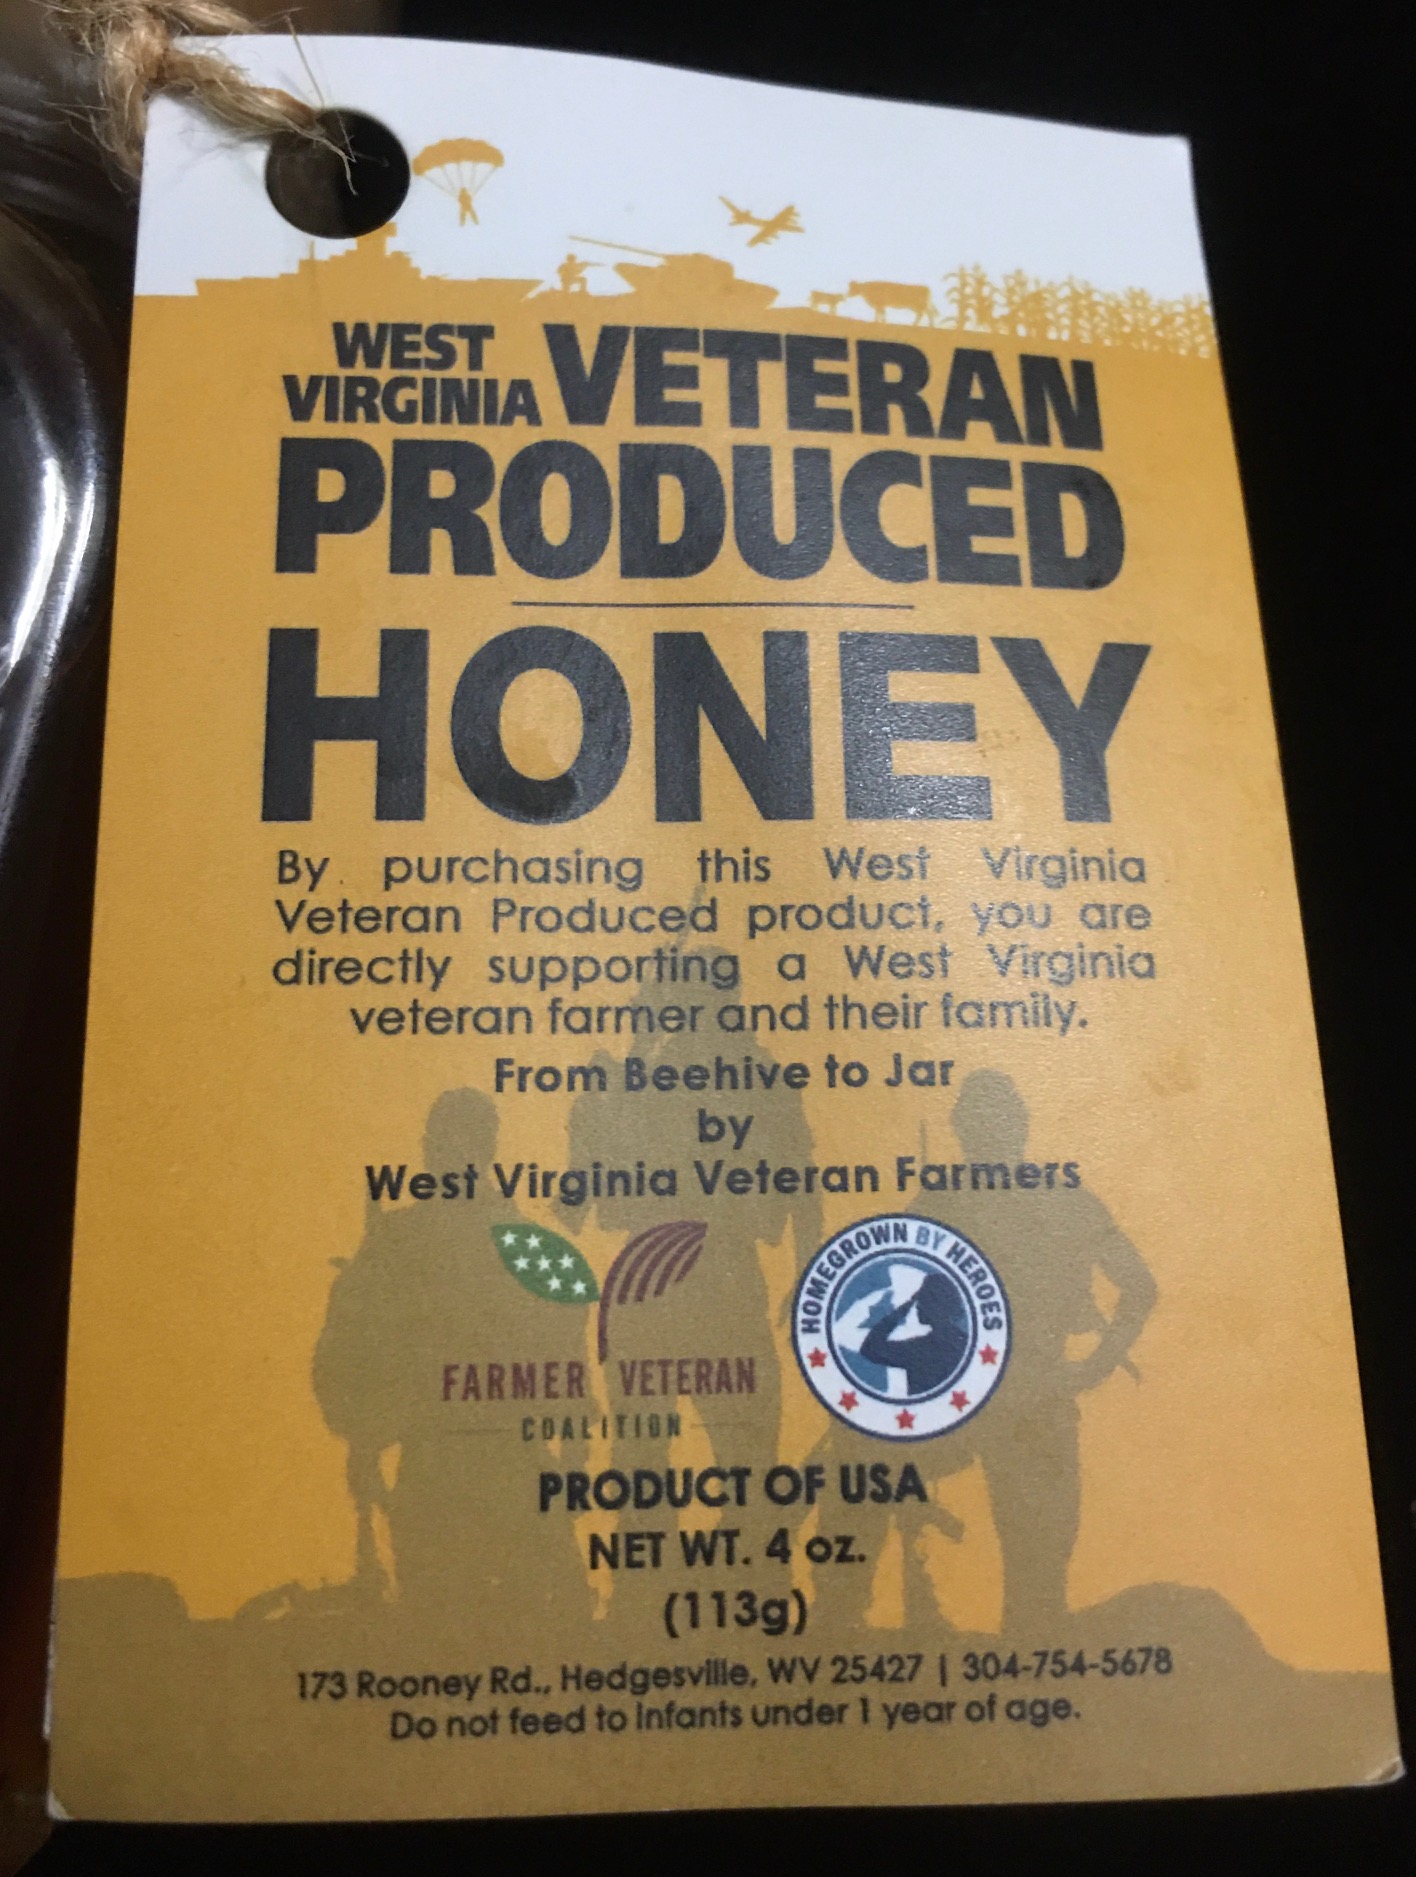 WEST
VIRGINIA VETERAN
PRODUCED
HONEY
By purchasing this West Virginia
Veteran Produced product, you are
directly supporting a West Virginia
veteran farmer and their family.
From Beehive to Jar
by
West Virginia Veteran Farmers
FARMER VETERAN
COALITION
HOMEGROWN BY HEROES
PRODUCT OF USA
NET WT. 4 oz.
(113g)
173 Rooney Rd., Hedgesville, WV 25427 | 304-754-5678
Do not feed to infants under 1 year of age.